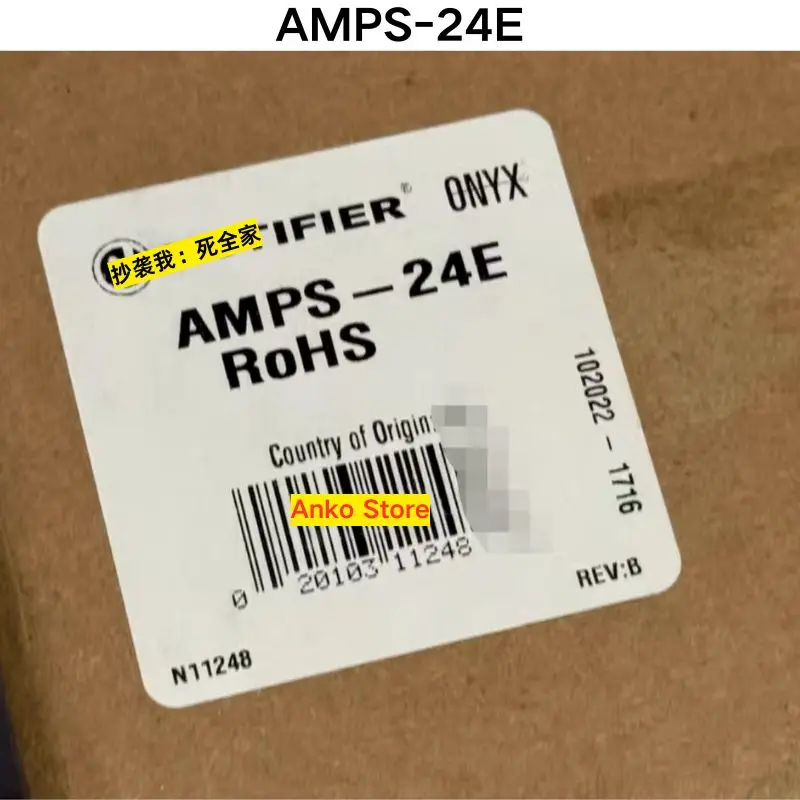 AMPS-24E
TIFIER® ONYX
抄袭我：死全家
AMPS-24E
RoHS
102022 - 1716
Country of Origin:
Anko Store
0 20103 11248
REV:B
N11248